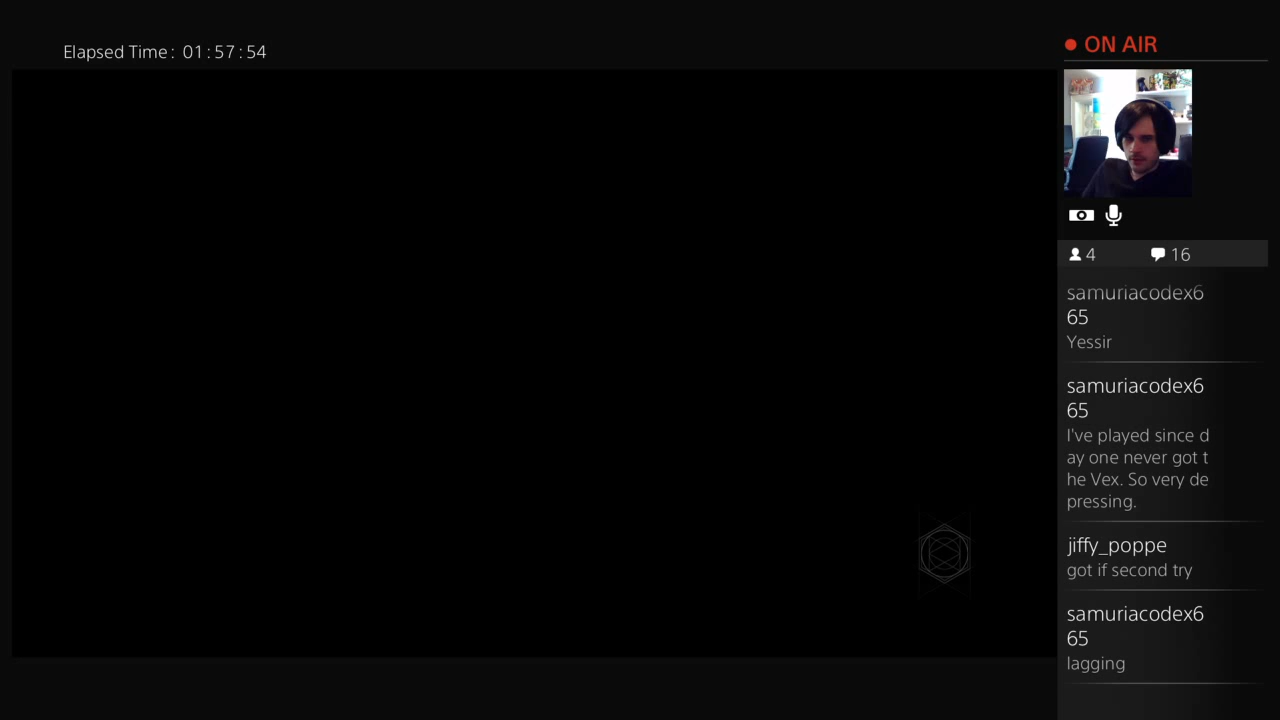 Elapsed Time: 01:57:54
ON AIR
4 16
samuriacodex6
65
Yessir
samuriacodex6
65
I've played since d
ay one never got t
he Vex. So very de
pressing.
jiffy_poppe
got if second try
samuriacodex6
65
lagging